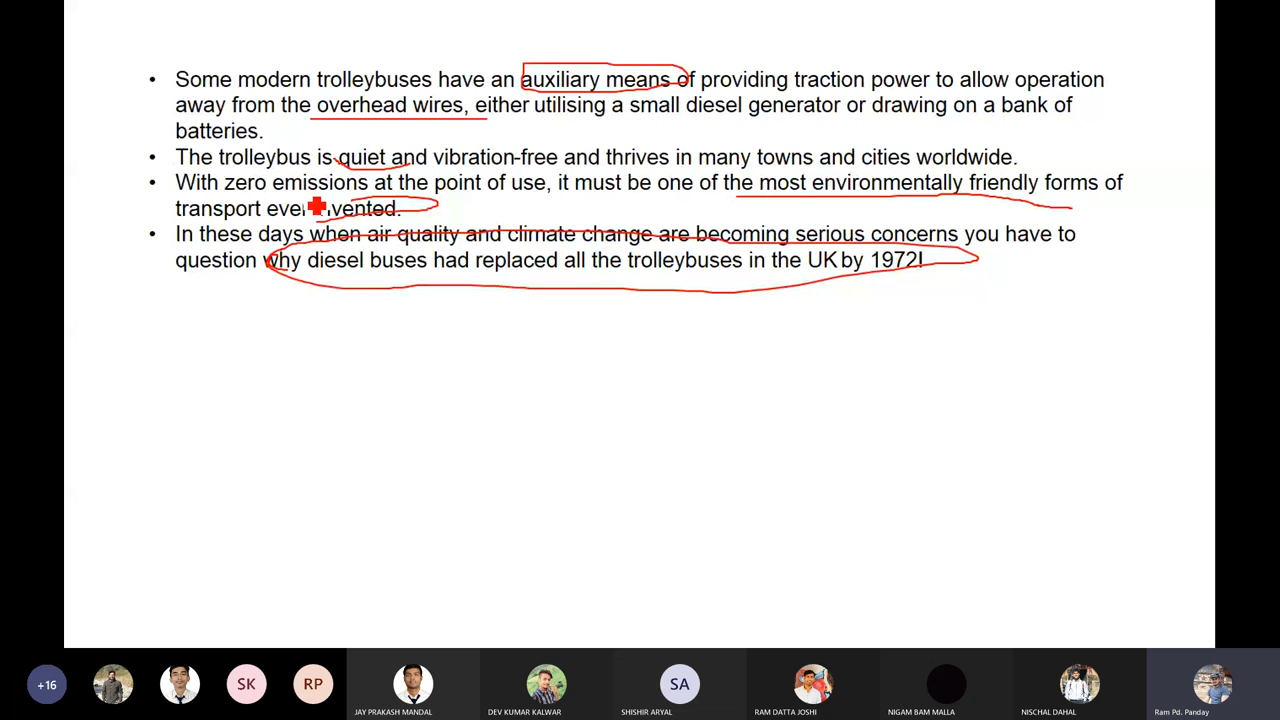 • Some modern trolleybuses have an auxiliary means of providing traction power to allow operation
away from the overhead wires, either utilising a small diesel generator or drawing on a bank of
batteries.
• The trolleybus is quiet and vibration-free and thrives in many towns and cities worldwide.
• With zero emissions at the point of use, it must be one of the most environmentally friendly forms of
transport ever invented.
• In these days when air quality and climate change are becoming serious concerns you have to
question why diesel buses had replaced all the trolleybuses in the UK by 1972!
+16 SK RP SA
JAY PRAKASH MANDAL DEV KUMAR KALWAR SHISHIR ARYAL RAM DATTA JOSHI NIGAM BAM MALLA NISCHAL DAHAL Ram Pd. Panday